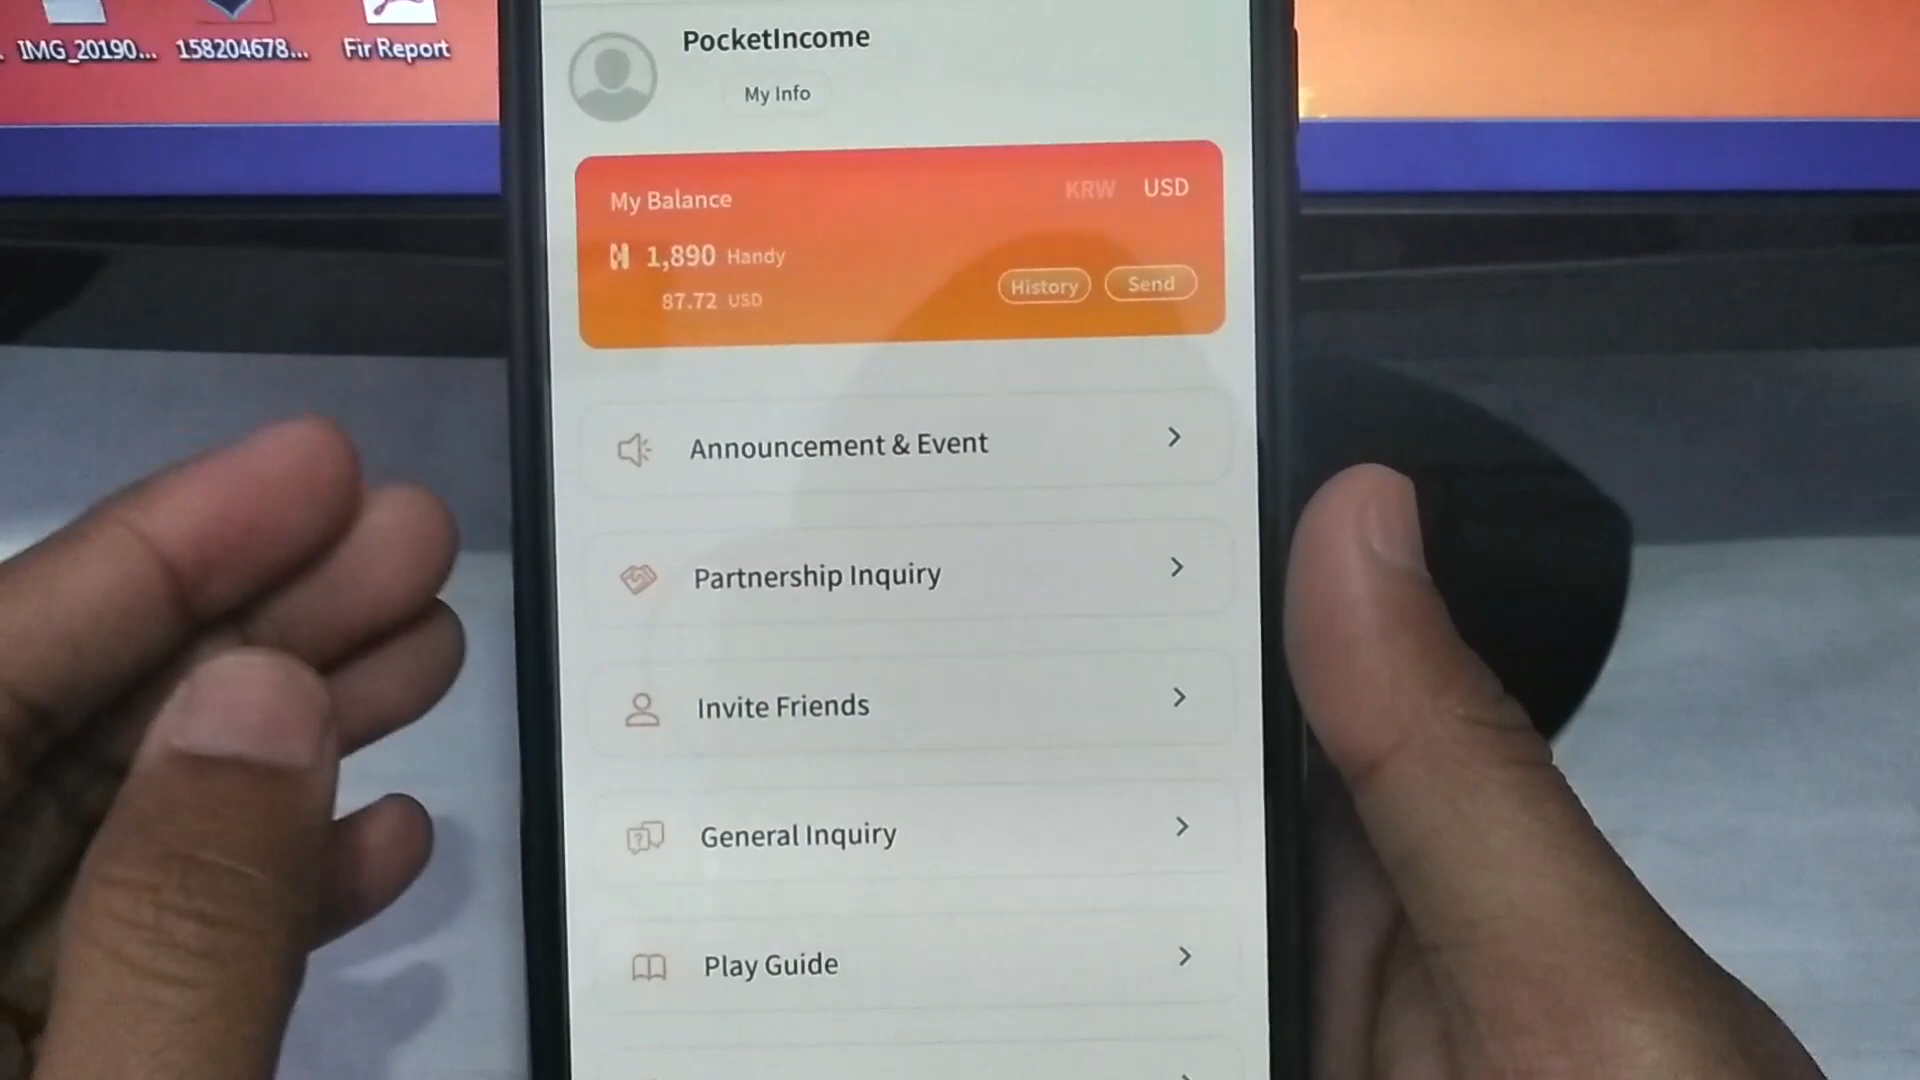 IMG_20190...
158204678...
Fir Report
PocketIncome
My Info
My Balance
KRW USD
1,890 Handy
87.72 USD
History
Send
Announcement & Event
Partnership Inquiry
Invite Friends
General Inquiry
Play Guide